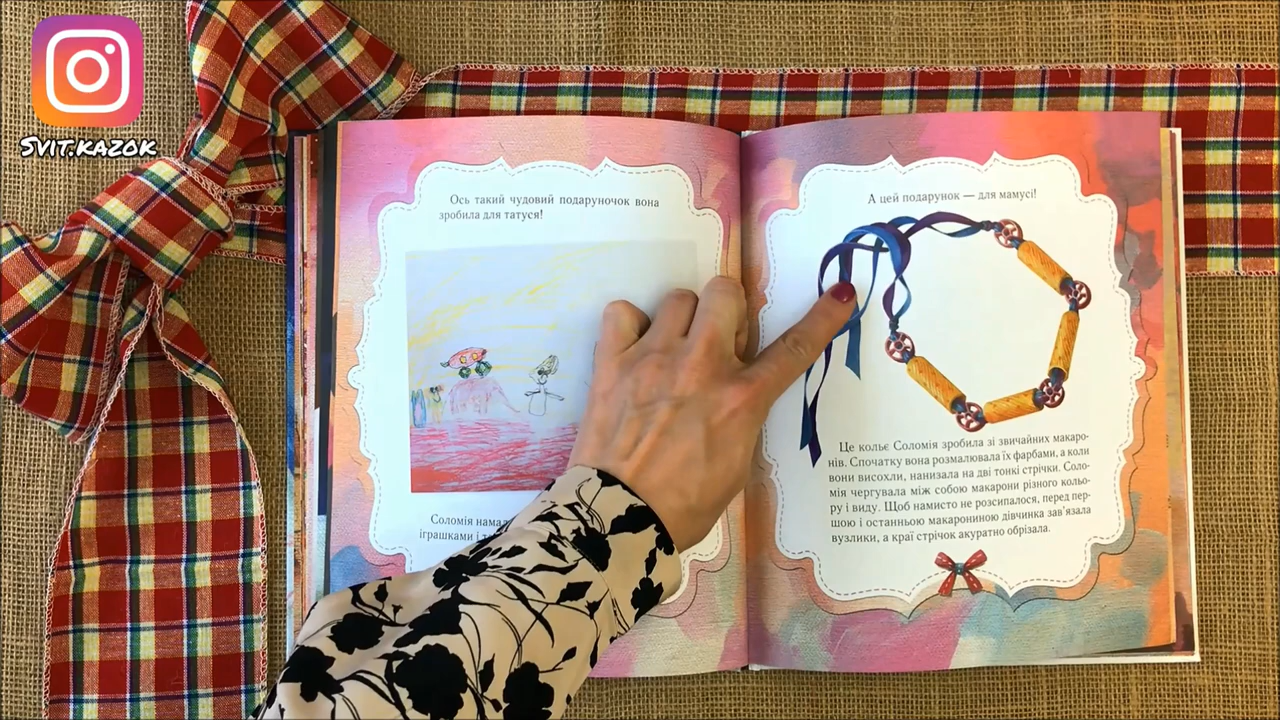 Svit.kazok
Ось такий чудовий подаруночок вона
зробила для татуся!
Соломія
іграшками і
А цей подарунок — для мамусі!
Це кольє Соломія зробила зі звичайних макаро-
нів. Спочатку вона розмалювала їх фарбами, а коли
вони висохли, нанизала на дві тонкі стрічки. Соло-
мія чергувала між собою макарони різного кольо-
ру і виду. Щоб намисто не розсипалося, перед пер-
шою і останньою макарониною дівчинка зав'язала
вузлики, а краї стрічок акуратно обрізала.